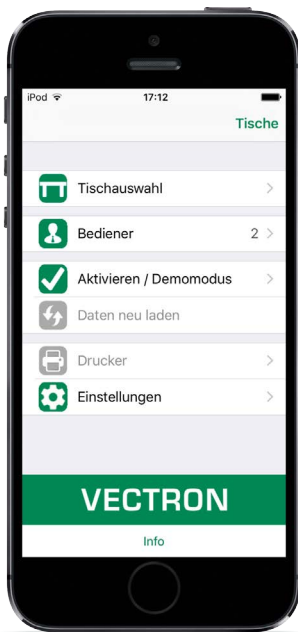 iPod 17:12
Tische
Tischauswahl
Bediener 2
Aktivieren / Demomodus
Daten neu laden
Drucker
Einstellungen
VECTRON
Info